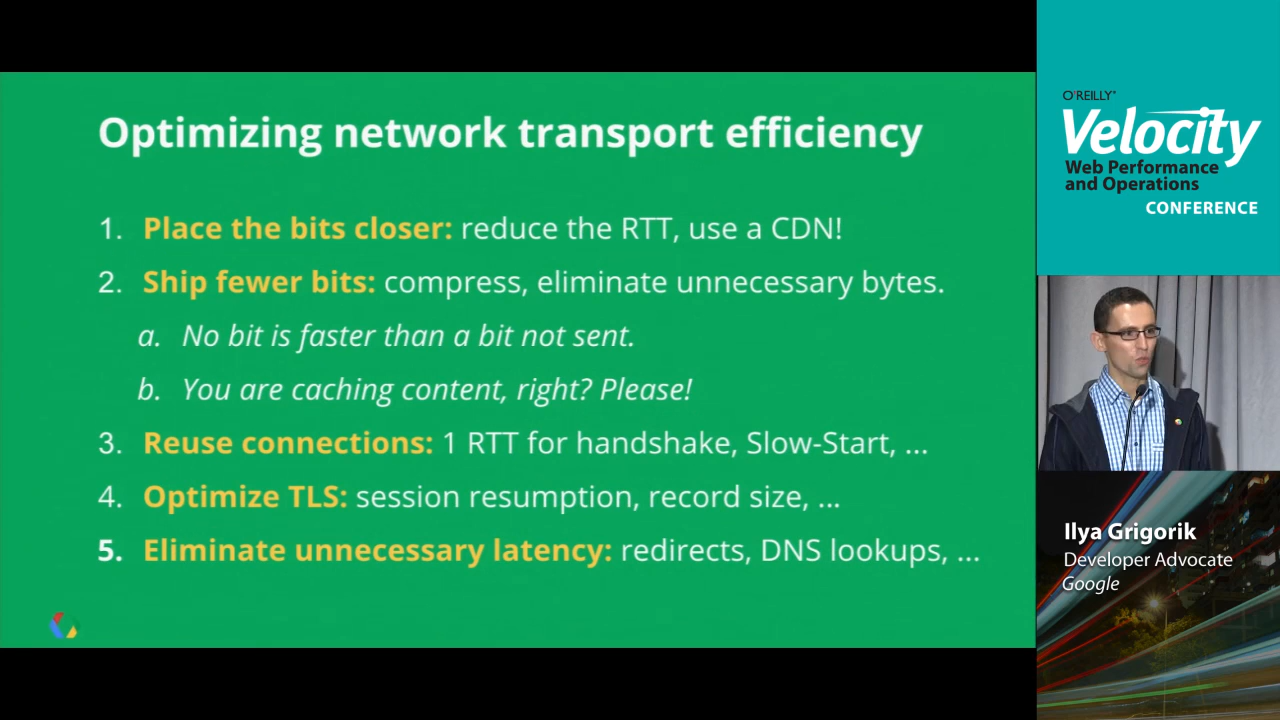 Optimizing network transport efficiency
1. Place the bits closer: reduce the RTT, use a CDN!
2. Ship fewer bits: compress, eliminate unnecessary bytes.
a. No bit is faster than a bit not sent.
b. You are caching content, right? Please!
3. Reuse connections: 1 RTT for handshake, Slow-Start, ...
4. Optimize TLS: session resumption, record size, ...
5. Eliminate unnecessary latency: redirects, DNS lookups, ...
O'REILLY®
Velocity
Web Performance
and Operations
CONFERENCE
Ilya Grigorik
Developer Advocate
Google